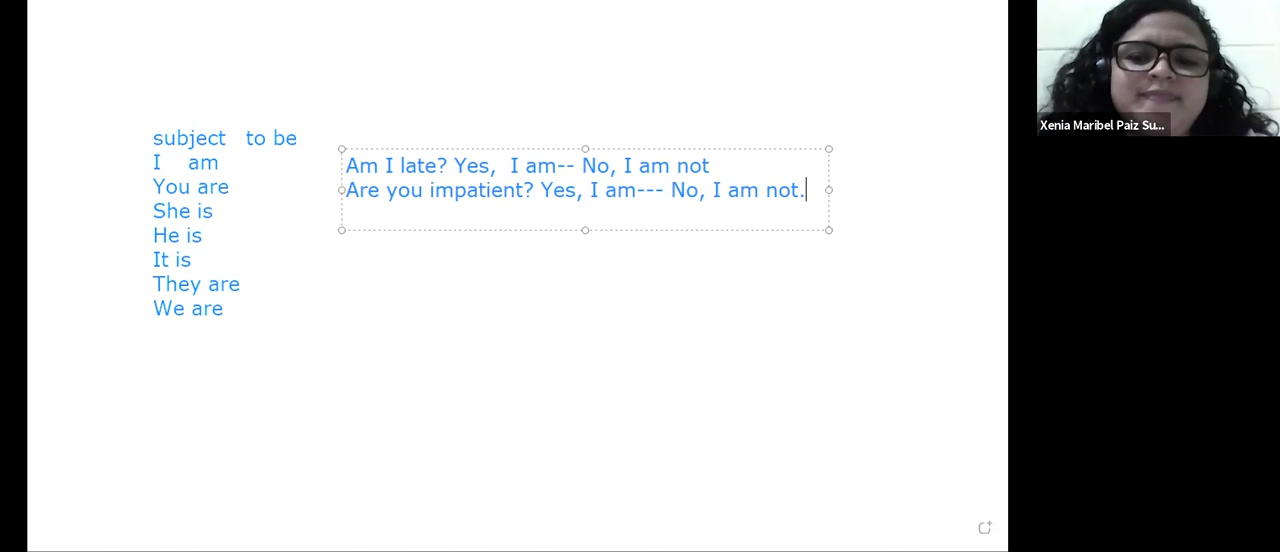 subject to be
I am
You are
She is
He is
It is
They are
We are
Am I late? Yes, I am-- No, I am not
Are you impatient? Yes, I am--- No, I am not.
Xenia Maribel Paiz Su...